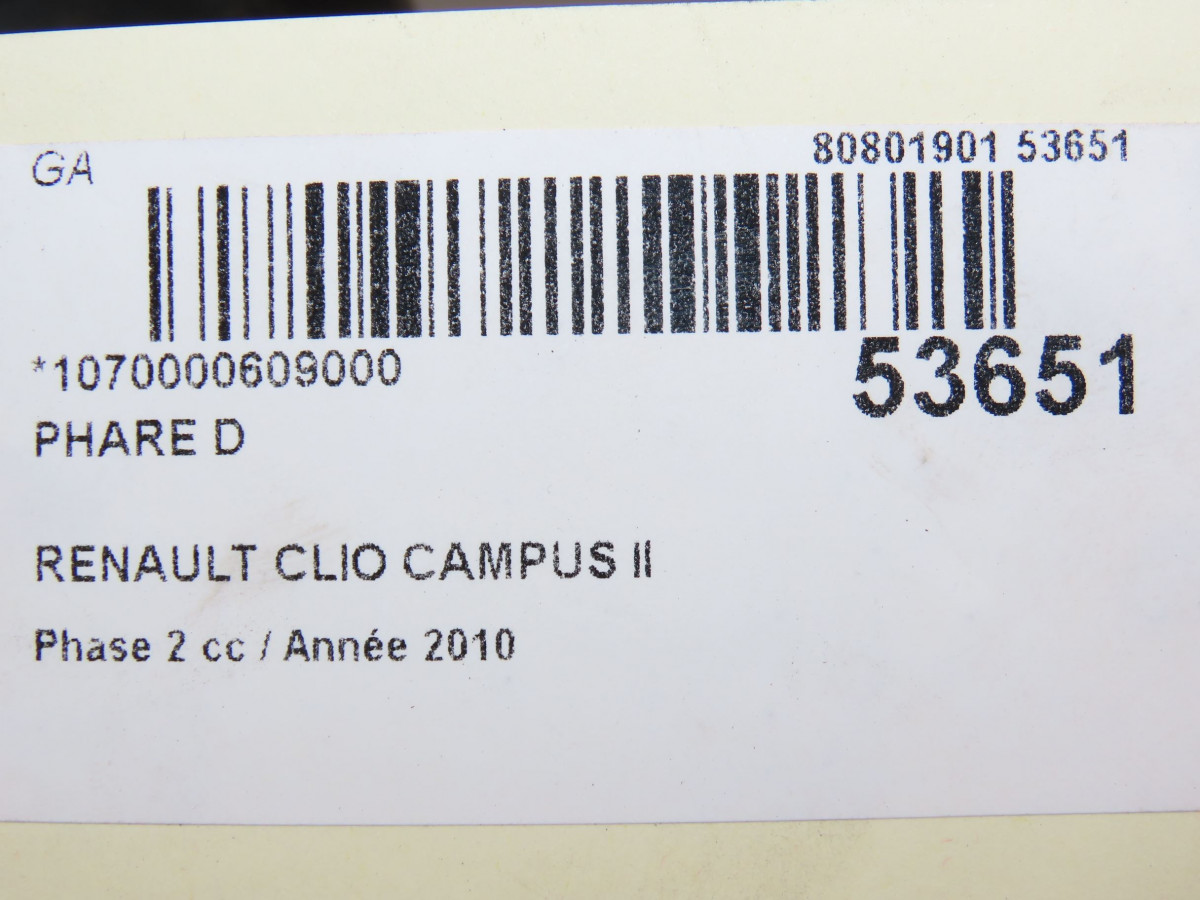 GA
80801901 53651
*1070000609000
53651
PHARE D
RENAULT CLIO CAMPUS II
Phase 2 cc / Année 2010